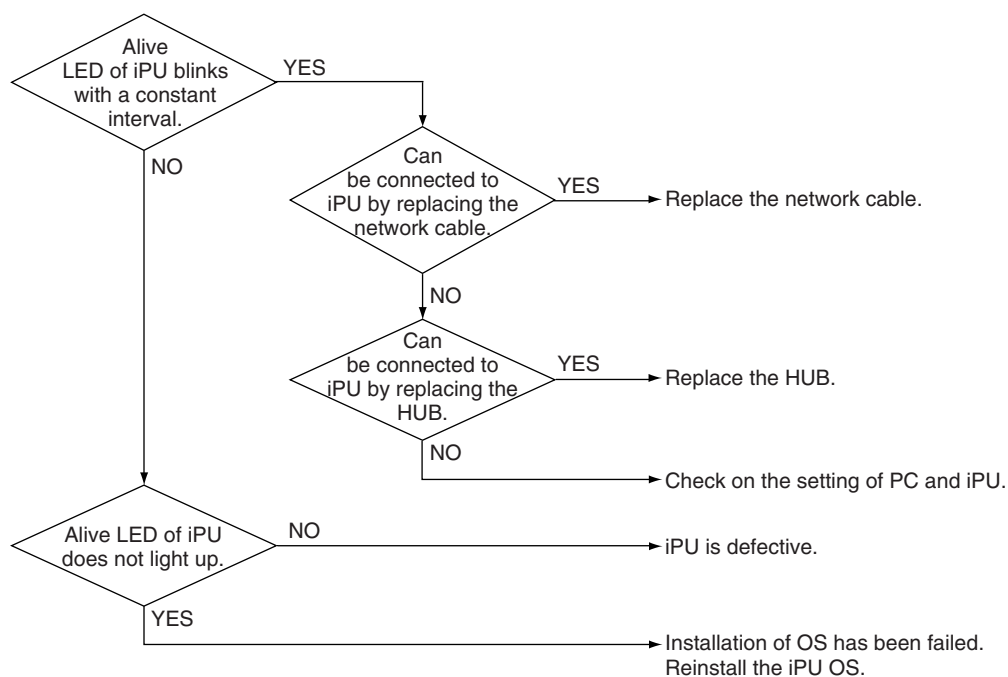 Alive
LED of iPU blinks
with a constant
interval.
YES
NO
Can
be connected to
iPU by replacing the
network cable.
YES
Replace the network cable.
NO
Can
be connected to
iPU by replacing the
HUB.
YES
Replace the HUB.
NO
Check on the setting of PC and iPU.
Alive LED of iPU
does not light up.
NO
iPU is defective.
YES
Installation of OS has been failed.
Reinstall the iPU OS.